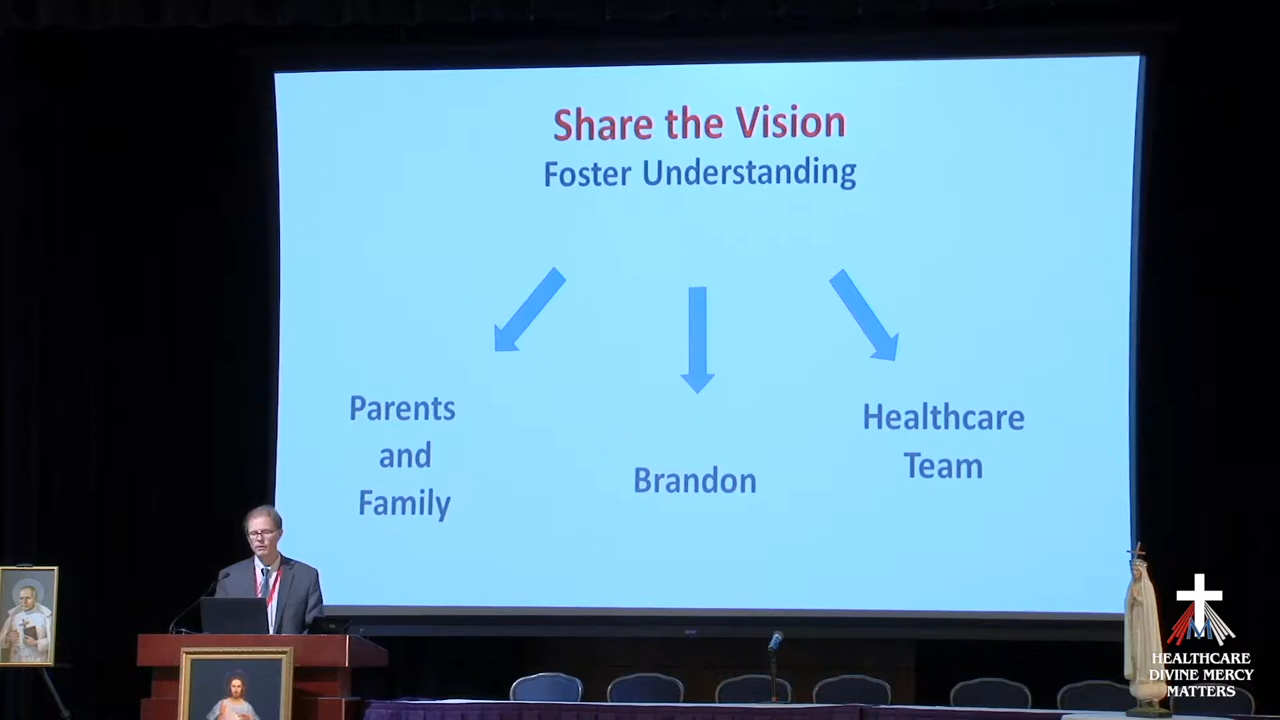 Share the Vision
Foster Understanding
Parents
and
Family
Brandon
Healthcare
Team
HEALTHCARE
DIVINE MERCY
MATTERS